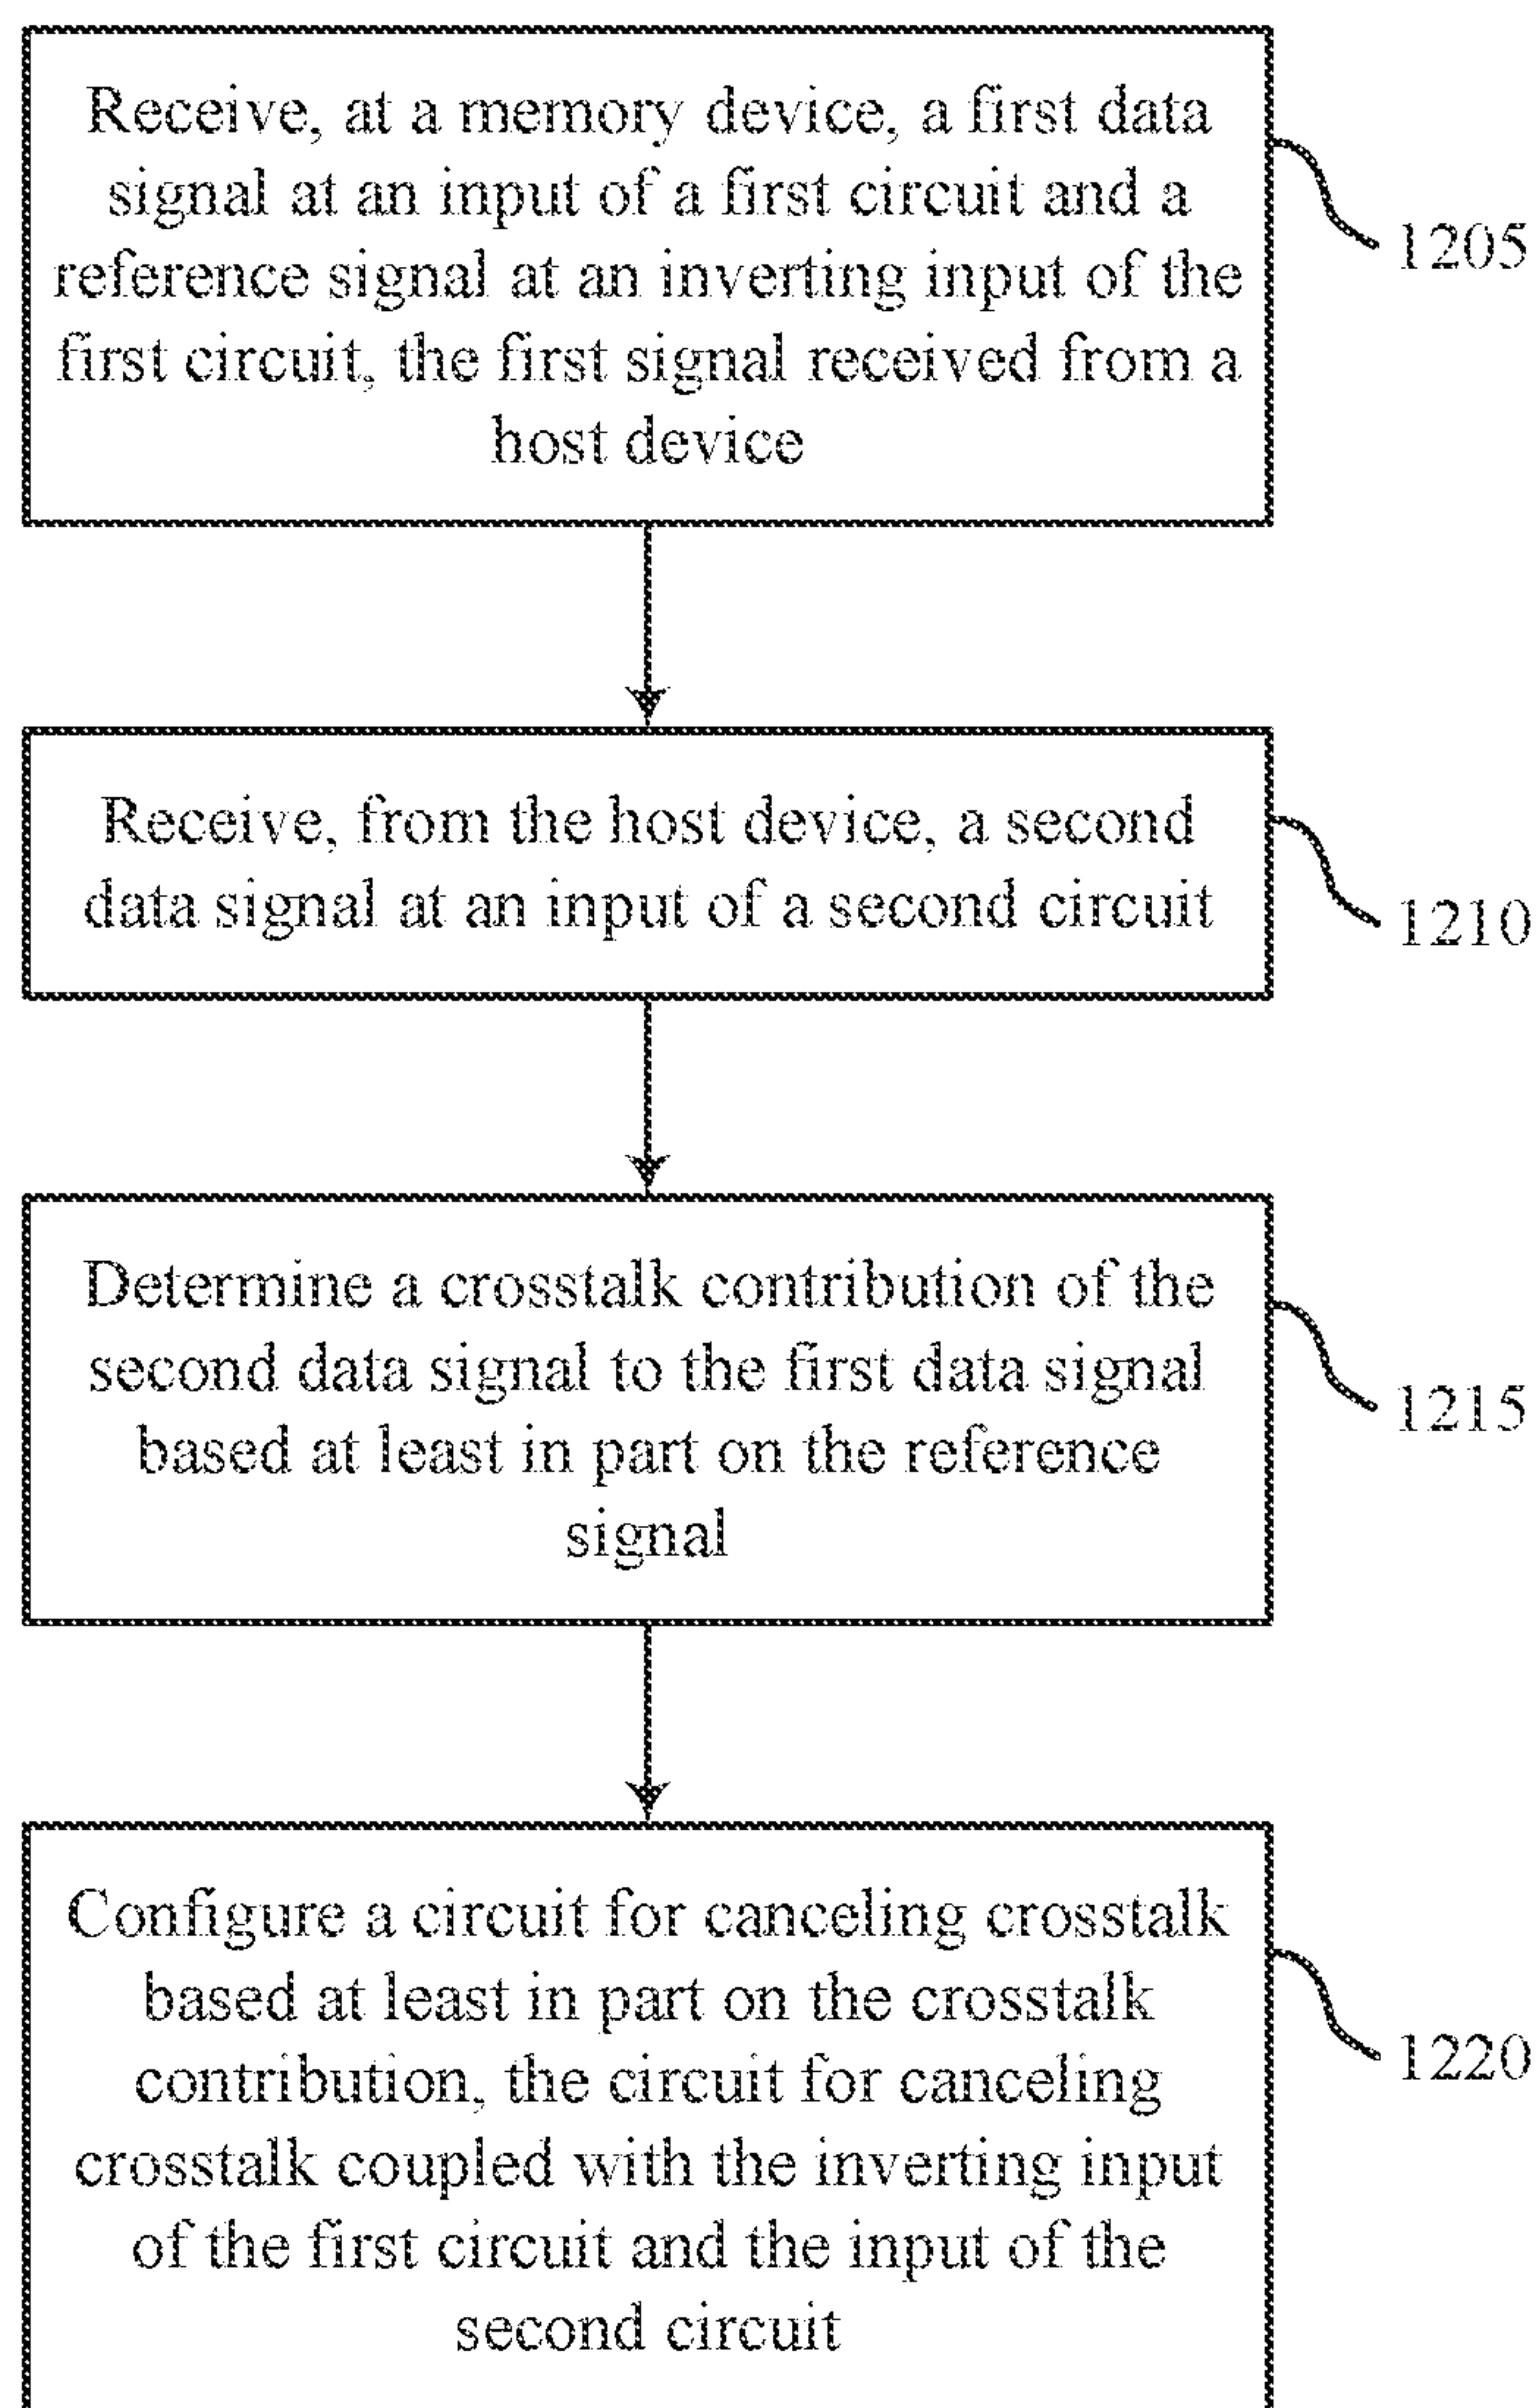 Receive, at a memory device, a first data
signal at an input of a first circuit and a
reference signal at an inverting input of the
first circuit, the first signal received from a
host device
1205
Receive, from the host device, a second
data signal at an input of a second circuit
1210
Determine a crosstalk contribution of the
second data signal to the first data signal
based at least in part on the reference
signal
1215
Configure a circuit for canceling crosstalk
based at least in part on the crosstalk
contribution, the circuit for canceling
crosstalk coupled with the inverting input
of the first circuit and the input of the
second circuit
1220